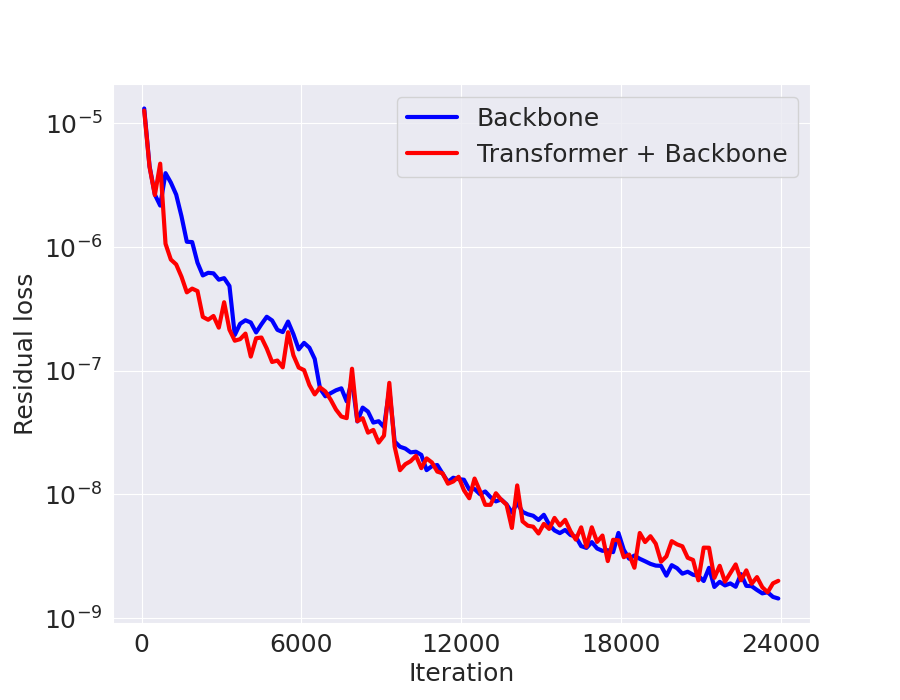 Backbone
Transformer + Backbone
10⁻⁵
10⁻⁶
10⁻⁷
10⁻⁸
10⁻⁹
Residual loss
0 6000 12000 18000 24000
Iteration